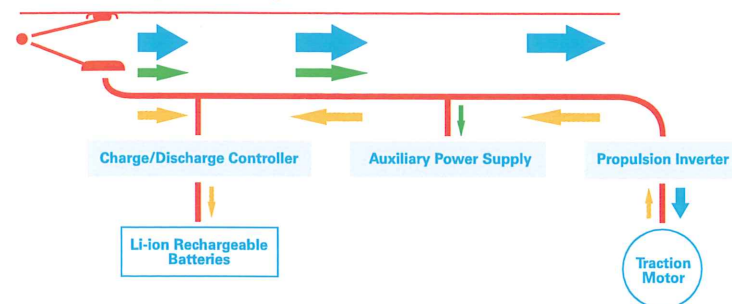 Charge/Discharge Controller
Auxiliary Power Supply
Propulsion Inverter
Li-ion Rechargeable
Batteries
Traction
Motor